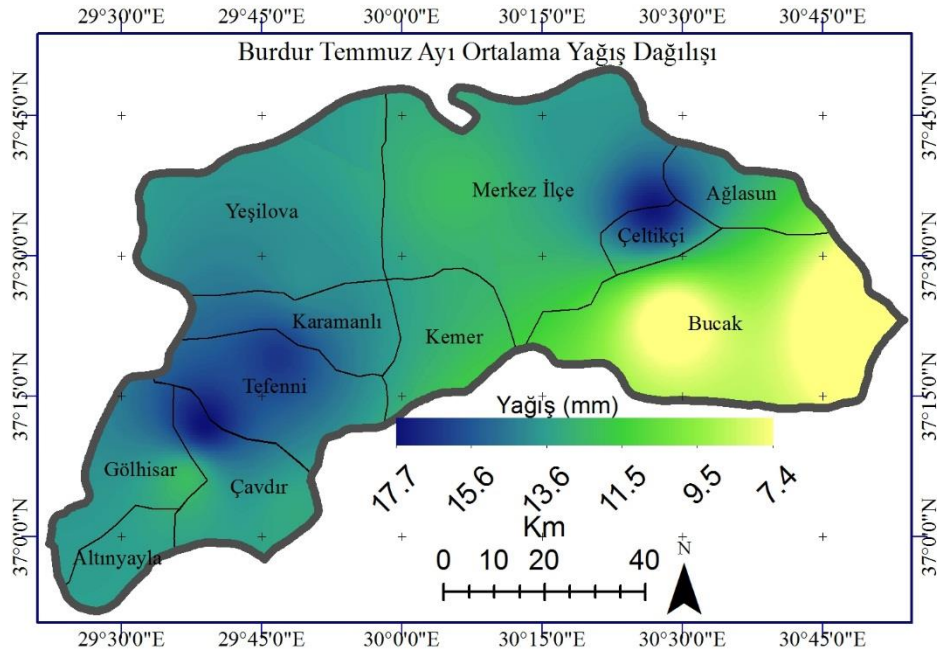 29°30'0"E 29°45'0"E 30°0'0"E 30°15'0"E 30°30'0"E 30°45'0"E
Burdur Temmuz Ayı Ortalama Yağış Dağılışı
37°45'0"N 37°45'0"N
Merkez İlçe Ağlasun
Yeşilova
Çeltikçi
37°30'0"N 37°30'0"N
Karamanlı Kemer Bucak
Tefenni
37°15'0"N 37°15'0"N
Yağış (mm)
17.7 15.6 13.6 11.5 9.5 7.4
Gölhisar Çavdır
Km
37°0'0"N 37°0'0"N
Altınyayla
N
0 10 20 40
29°30'0"E 29°45'0"E 30°0'0"E 30°15'0"E 30°30'0"E 30°45'0"E